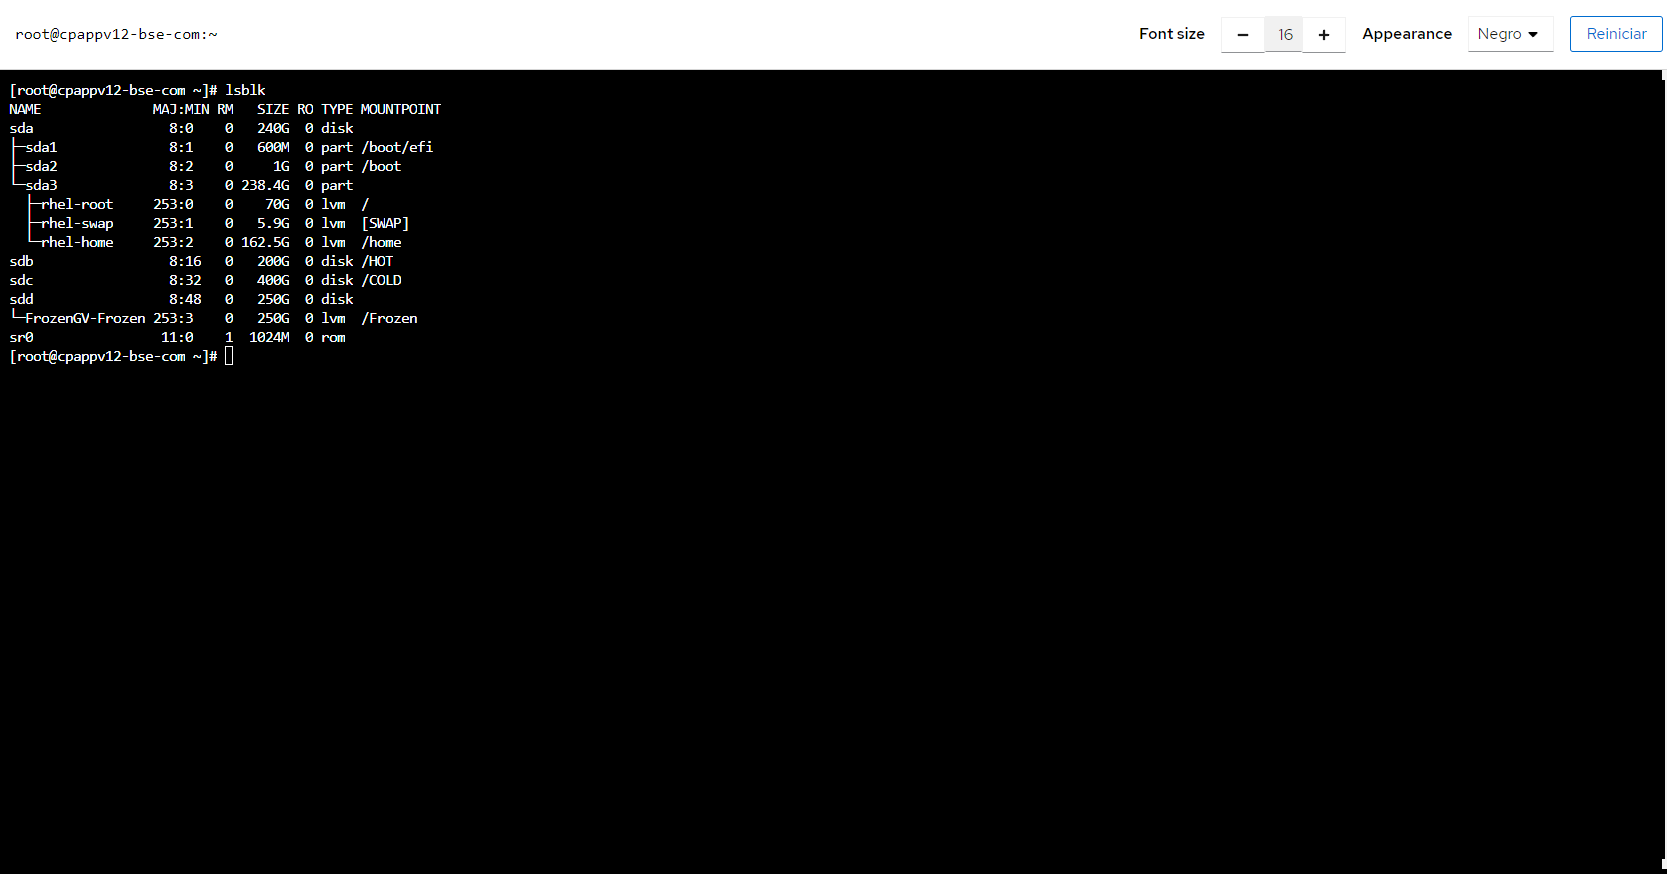 root@cpappv12-bse-com:~ Font size − 16 + Appearance Negro Reiniciar
[root@cpappv12-bse-com ~]# lsblk
NAME              MAJ:MIN RM   SIZE RO TYPE MOUNTPOINT
sda                 8:0    0   240G  0 disk
├─sda1              8:1    0   600M  0 part /boot/efi
├─sda2              8:2    0     1G  0 part /boot
└─sda3              8:3    0 238.4G  0 part
  ├─rhel-root     253:0    0    70G  0 lvm  /
  ├─rhel-swap     253:1    0   5.9G  0 lvm  [SWAP]
  └─rhel-home     253:2    0 162.5G  0 lvm  /home
sdb                 8:16   0   200G  0 disk /HOT
sdc                 8:32   0   400G  0 disk /COLD
sdd                 8:48   0   250G  0 disk
└─FrozenGV-Frozen 253:3    0   250G  0 lvm  /Frozen
sr0                11:0    1  1024M  0 rom
[root@cpappv12-bse-com ~]#